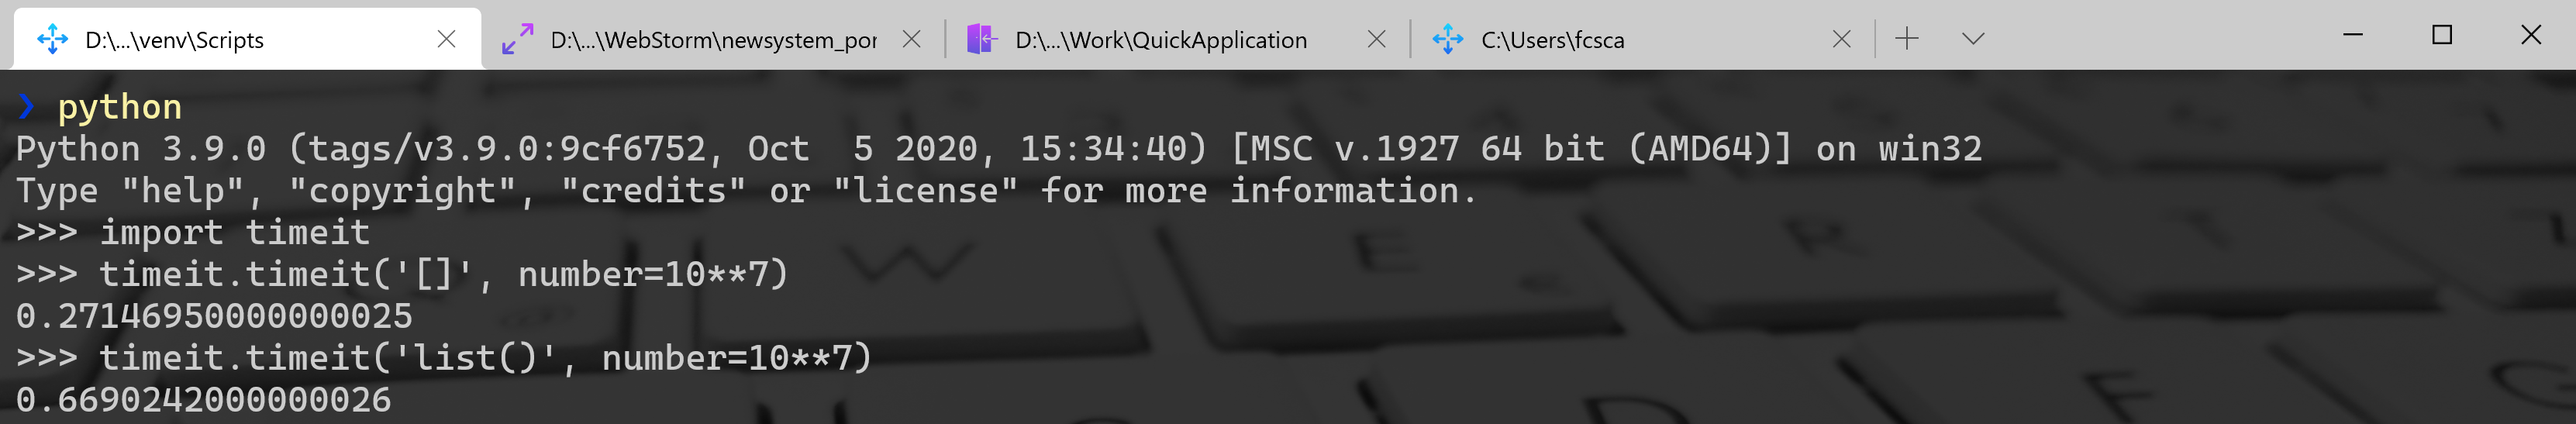 D:\...\venv\Scripts
D:\...\WebStorm\newsystem_por
D:\...\Work\QuickApplication
C:\Users\fcsca
❯ python
Python 3.9.0 (tags/v3.9.0:9cf6752, Oct  5 2020, 15:34:40) [MSC v.1927 64 bit (AMD64)] on win32
Type "help", "copyright", "credits" or "license" for more information.
>>> import timeit
>>> timeit.timeit('[]', number=10**7)
0.27146950000000025
>>> timeit.timeit('list()', number=10**7)
0.6690242000000026
W
E
R
D
F
G